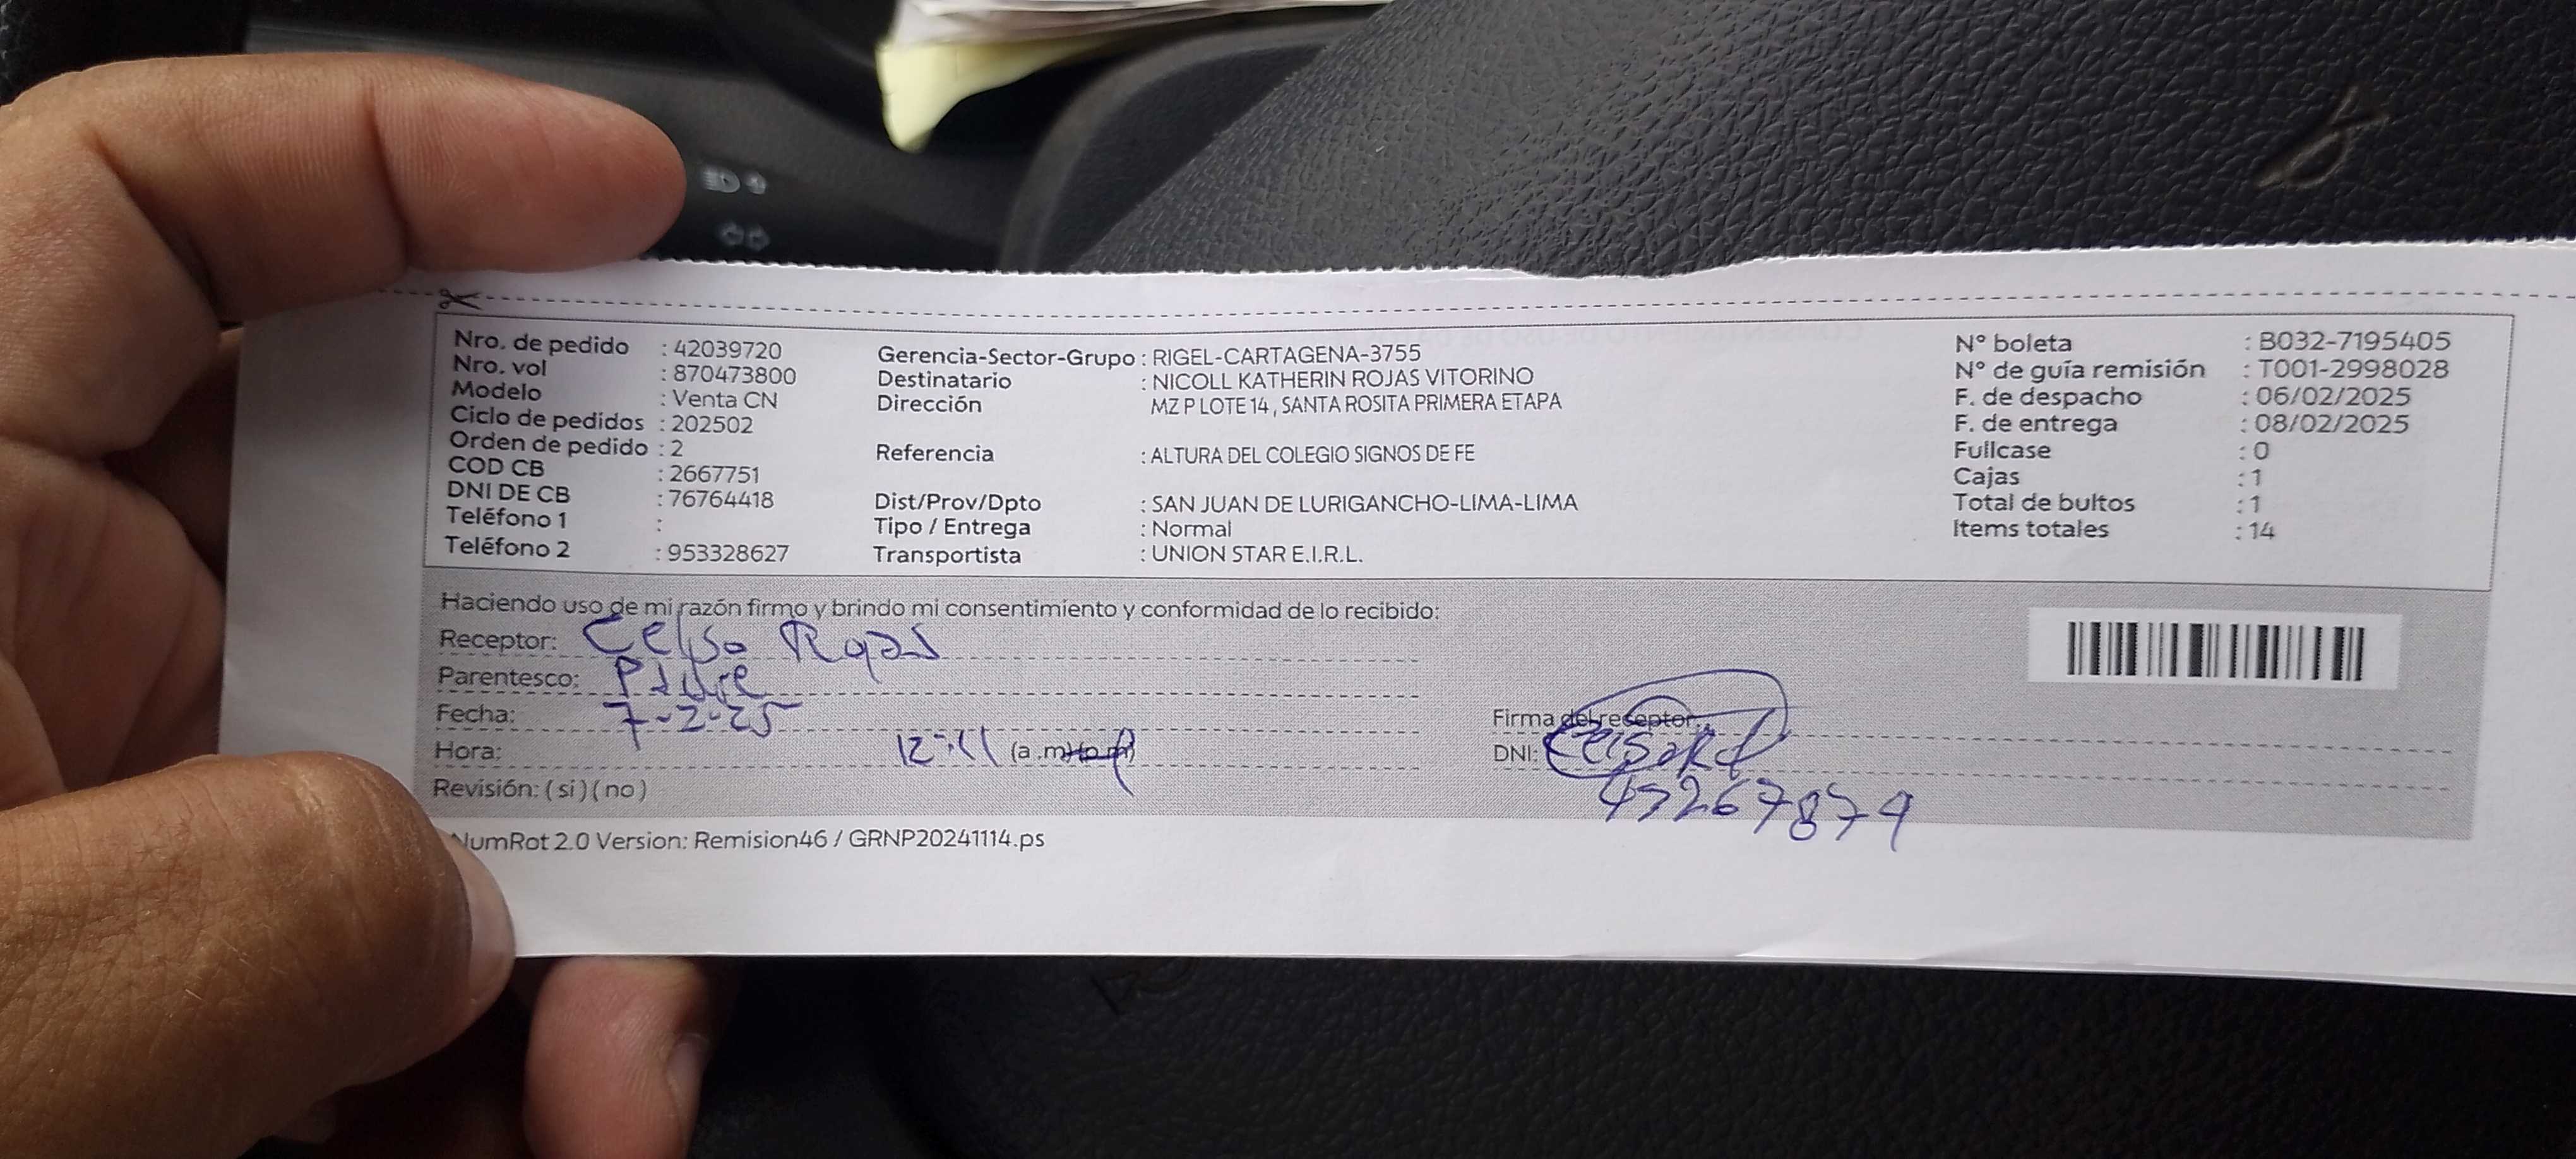 Nro. de pedido : 42039720
Nro. vol : 870473800
Modelo : Venta CN
Ciclo de pedidos : 202502
Orden de pedido : 2
COD CB : 2667751
DNI DE CB : 76764418
Teléfono 1 :
Teléfono 2 : 953328627
Gerencia-Sector-Grupo : RIGEL-CARTAGENA-3755
Destinatario : NICOLL KATHERIN ROJAS VITORINO
Dirección MZ P LOTE 14 , SANTA ROSITA PRIMERA ETAPA
Referencia : ALTURA DEL COLEGIO SIGNOS DE FE
Dist/Prov/Dpto : SAN JUAN DE LURIGANCHO-LIMA-LIMA
Tipo / Entrega : Normal
Transportista : UNION STAR E.I.R.L.
N° boleta : B032-7195405
N° de guía remisión : T001-2998028
F. de despacho : 06/02/2025
F. de entrega : 08/02/2025
Fullcase : 0
Cajas : 1
Total de bultos : 1
Items totales : 14
Haciendo uso de mi razón firmo y brindo mi consentimiento y conformidad de lo recibido:
Receptor: Celso Rojas
Parentesco: Padre
Fecha: 7-2-25
Hora: 12:11 (a.m)(p.m)
Revisión: (si) (no)
Firma del receptor:
DNI:
NumRot 2.0 Version: Remision46 / GRNP20241114.ps